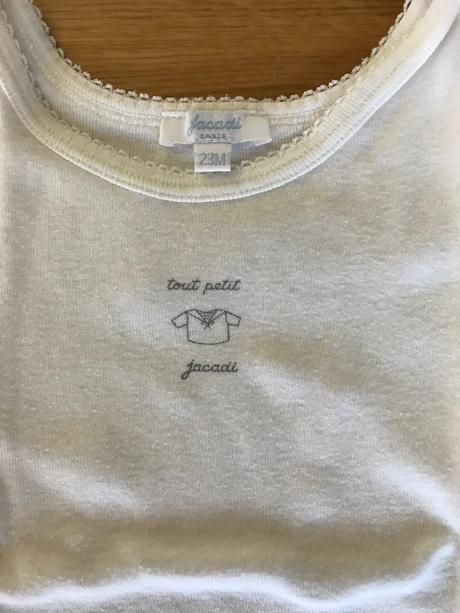 jacadi
PARIS
23M
tout petit
jacadi